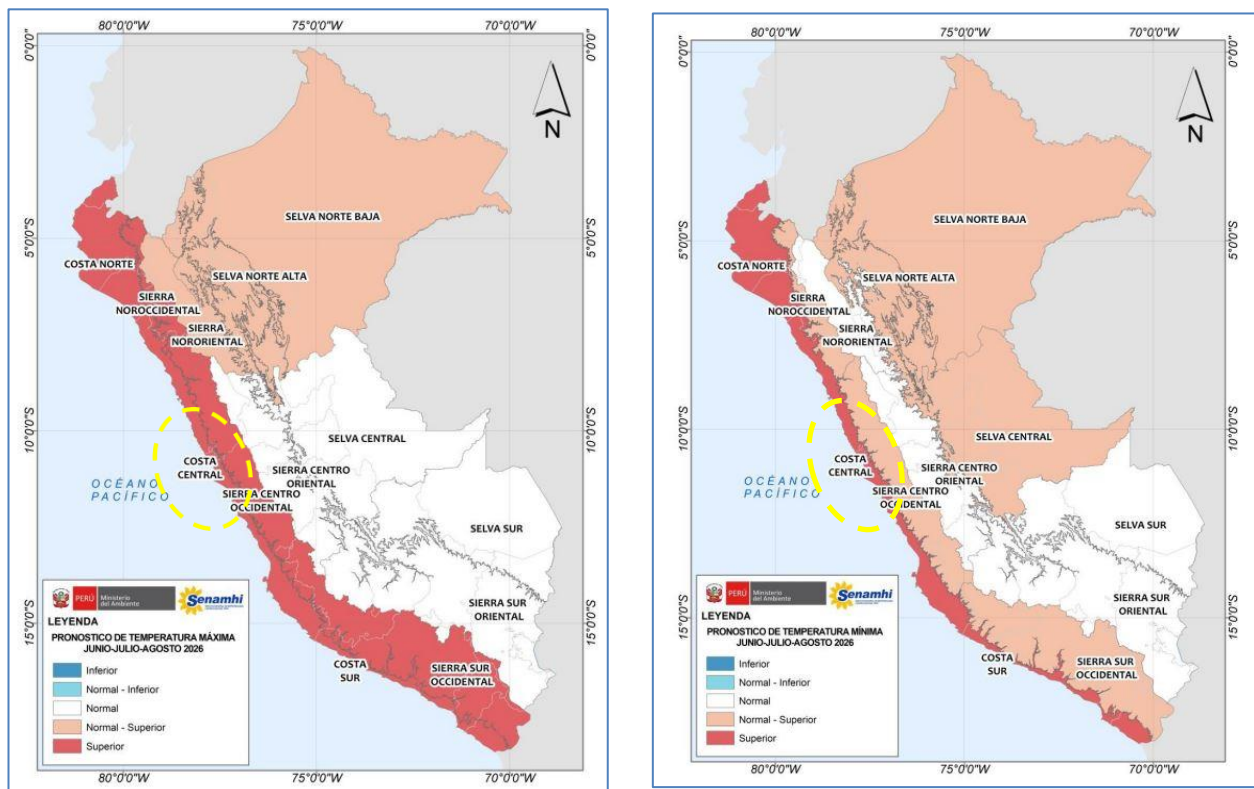 80°0'0"W 75°0'0"W 70°0'0"W
0°0'0"
5°0'0"S
10°0'0"S
15°0'0"S
N
SELVA NORTE BAJA
COSTA NORTE
SELVA NORTE ALTA
SIERRA
NOROCCIDENTAL
SIERRA
NORORIENTAL
SELVA CENTRAL
COSTA
CENTRAL
SIERRA CENTRO
ORIENTAL
OCÉANO
PACÍFICO
SIERRA CENTRO
OCCIDENTAL
SELVA SUR
SIERRA SUR
ORIENTAL
COSTA
SUR
SIERRA SUR
OCCIDENTAL
PERÚ Ministerio
del Ambiente
Senamhi
LEYENDA
PRONOSTICO DE TEMPERATURA MÁXIMA
JUNIO-JULIO-AGOSTO 2026
Inferior
Normal - Inferior
Normal
Normal - Superior
Superior
80°0'0"W 75°0'0"W 70°0'0"W
0°0'0"
5°0'0"S
10°0'0"S
15°0'0"S
80°0'0"W 75°0'0"W 70°0'0"W
0°0'0"
5°0'0"S
10°0'0"S
15°0'0"S
N
SELVA NORTE BAJA
COSTA NORTE
SELVA NORTE ALTA
SIERRA
NOROCCIDENTAL
SIERRA
NORORIENTAL
SELVA CENTRAL
COSTA
CENTRAL
SIERRA CENTRO
ORIENTAL
OCÉANO
PACÍFICO
SIERRA CENTRO
OCCIDENTAL
SELVA SUR
SIERRA SUR
ORIENTAL
COSTA
SUR
SIERRA SUR
OCCIDENTAL
PERÚ Ministerio
del Ambiente
Senamhi
LEYENDA
PRONOSTICO DE TEMPERATURA MÍNIMA
JUNIO-JULIO-AGOSTO 2026
Inferior
Normal - Inferior
Normal
Normal - Superior
Superior
80°0'0"W 75°0'0"W 70°0'0"W
0°0'0"
5°0'0"S
10°0'0"S
15°0'0"S